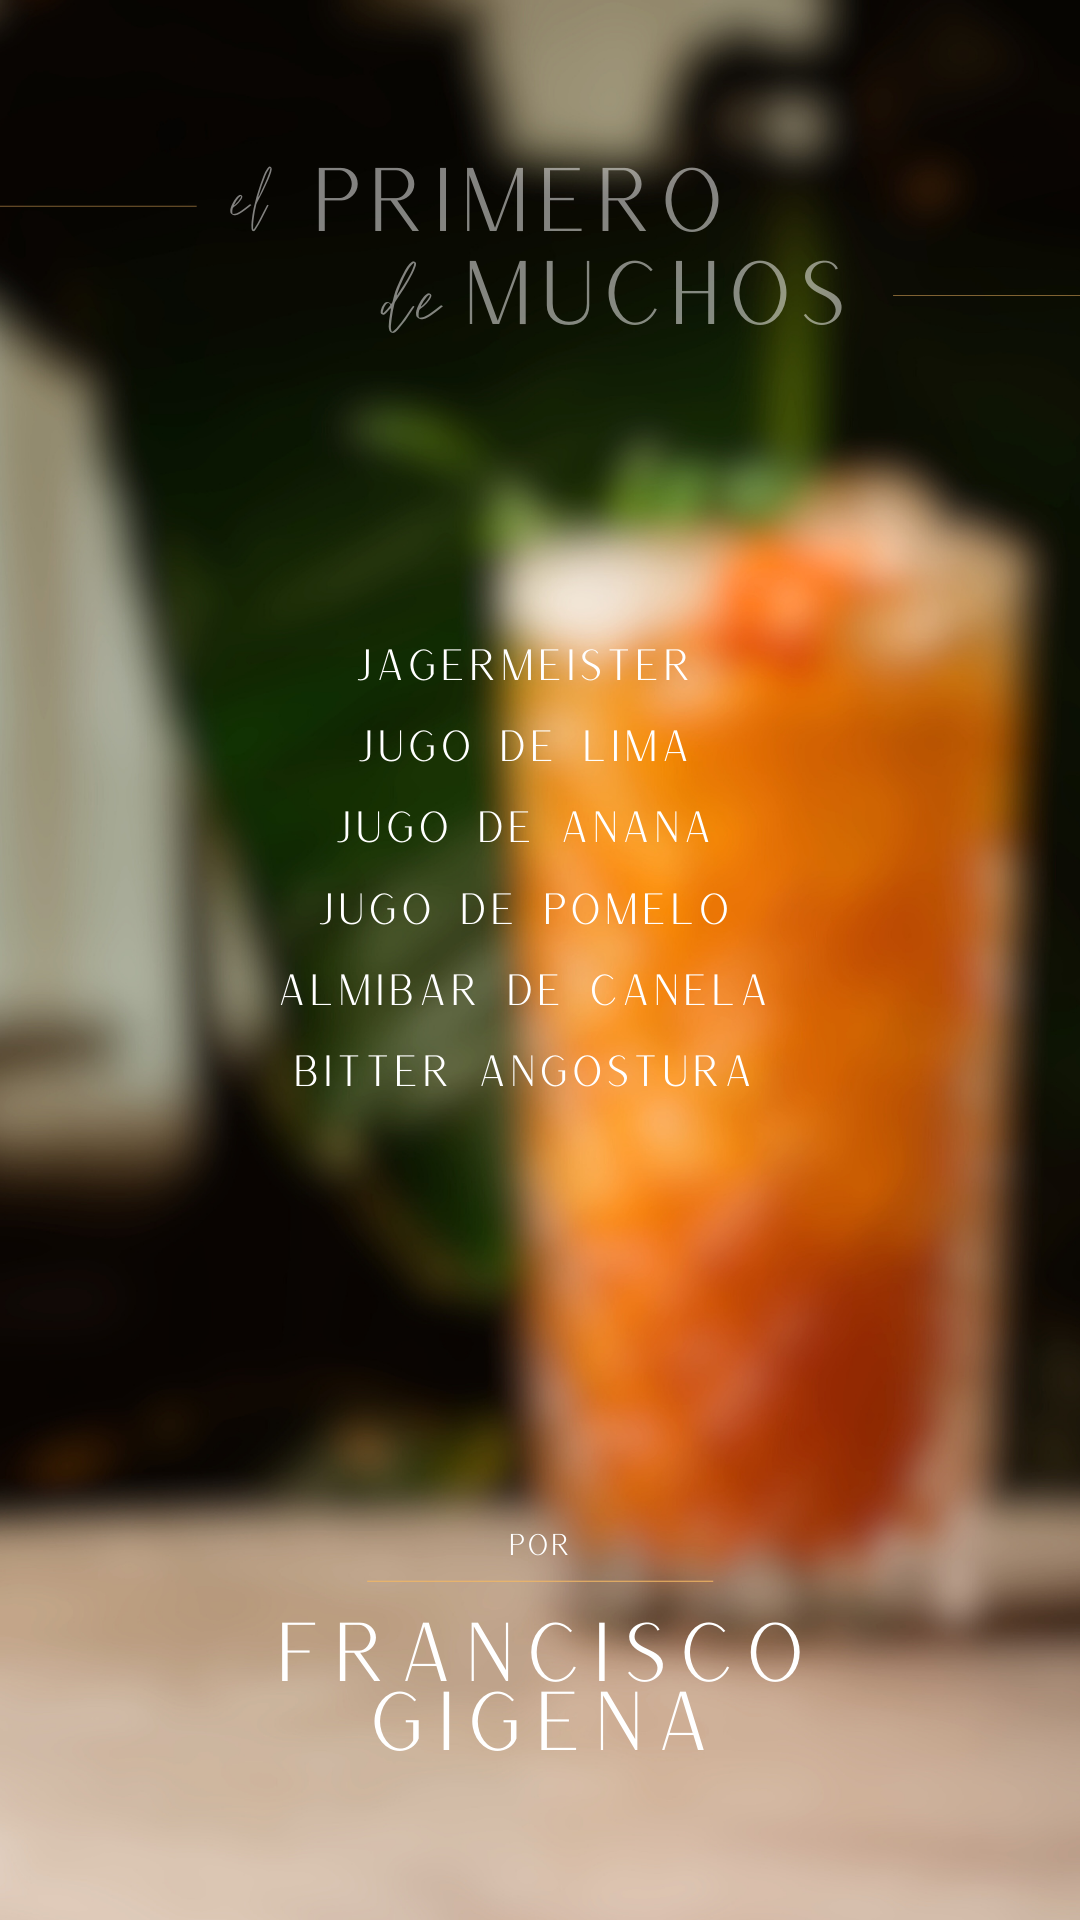 el PRIMERO
de MUCHOS
JAGERMEISTER
JUGO DE LIMA
JUGO DE ANANA
JUGO DE POMELO
ALMIBAR DE CANELA
BITTER ANGOSTURA
POR
FRANCISCO
GIGENA